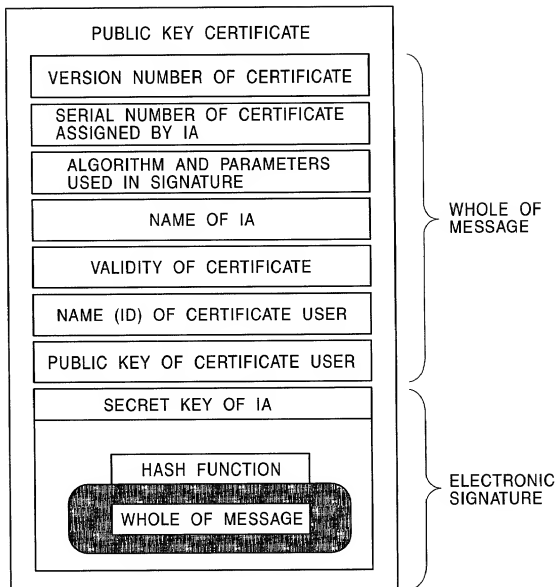 PUBLIC KEY CERTIFICATE
VERSION NUMBER OF CERTIFICATE
SERIAL NUMBER OF CERTIFICATE
ASSIGNED BY IA
ALGORITHM AND PARAMETERS
USED IN SIGNATURE
NAME OF IA
VALIDITY OF CERTIFICATE
NAME (ID) OF CERTIFICATE USER
PUBLIC KEY OF CERTIFICATE USER
WHOLE OF
MESSAGE
SECRET KEY OF IA
HASH FUNCTION
WHOLE OF MESSAGE
ELECTRONIC
SIGNATURE